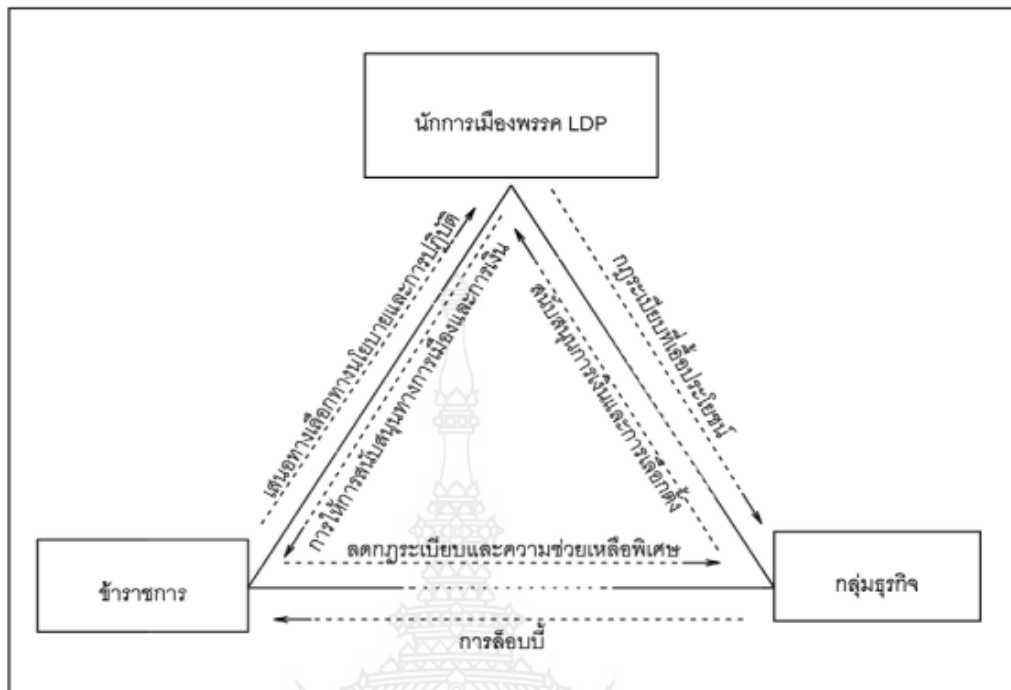 นักการเมืองพรรค LDP
เสนอทางเลือกทางนโยบายและการปฏิบัติ
การให้การสนับสนุนทางการเมืองและการเงิน
สนับสนุนการเงินและการเลือกตั้ง
กฎระเบียบที่เอื้อประโยชน์
ลดกฎระเบียบและความช่วยเหลือพิเศษ
ข้าราชการ
กลุ่มธุรกิจ
การล็อบบี้